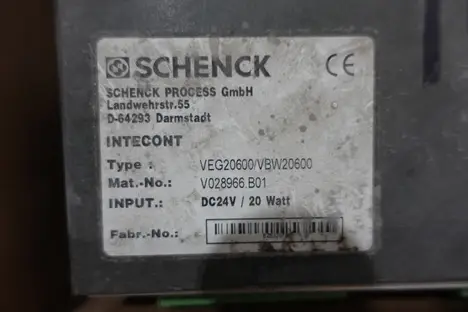 SCHENCK CE
SCHENCK PROCESS GmbH
Landwehrstr.55
D-64293 Darmstadt
INTECONT
Type : VEG20600/VBW20600
Mat.-No.: V028966.B01
INPUT.: DC24V / 20 Watt
Fabr.-No.: